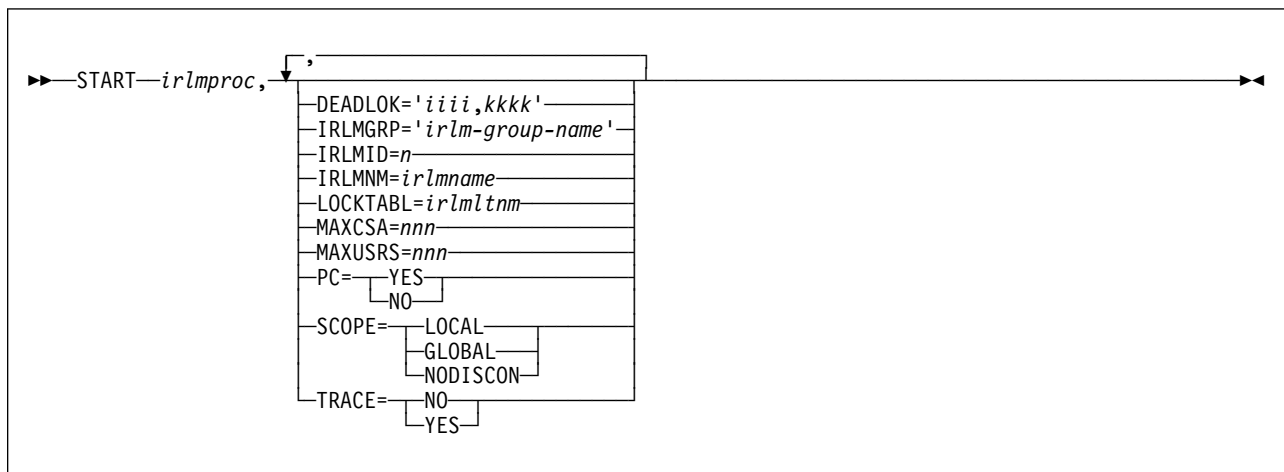 ,
START irlmproc,
DEADLOK='iiii,kkkk'
IRLMGRP='irlm-group-name'
IRLMID=n
IRLMNM=irlmname
LOCKTABL=irlmltnm
MAXCSA=nnn
MAXUSRS=nnn
PC= YES
NO
SCOPE= LOCAL
GLOBAL
NODISCON
TRACE= NO
YES